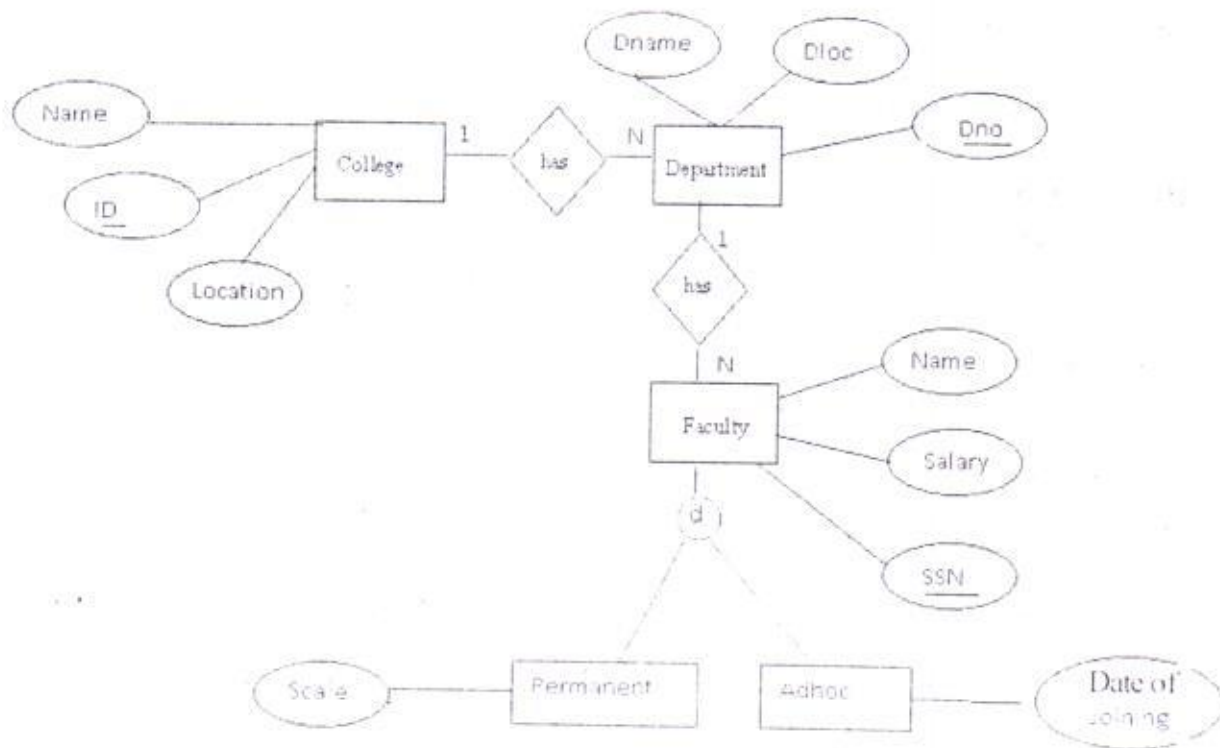 Dname
Dloc
Name
1
N
Dno
College
has
Department
ID
1
Location
has
N
Name
Faculty
Salary
d
SSN
Scale
Permanent
Adhoc
Date of
Joining